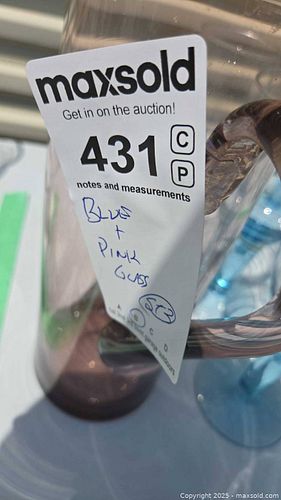 maxsold
Get in on the auction!
431 C
P
notes and measurements
BLUE
+
PINK
GLASS
A B C D
Copyright 2025 - maxsold.com